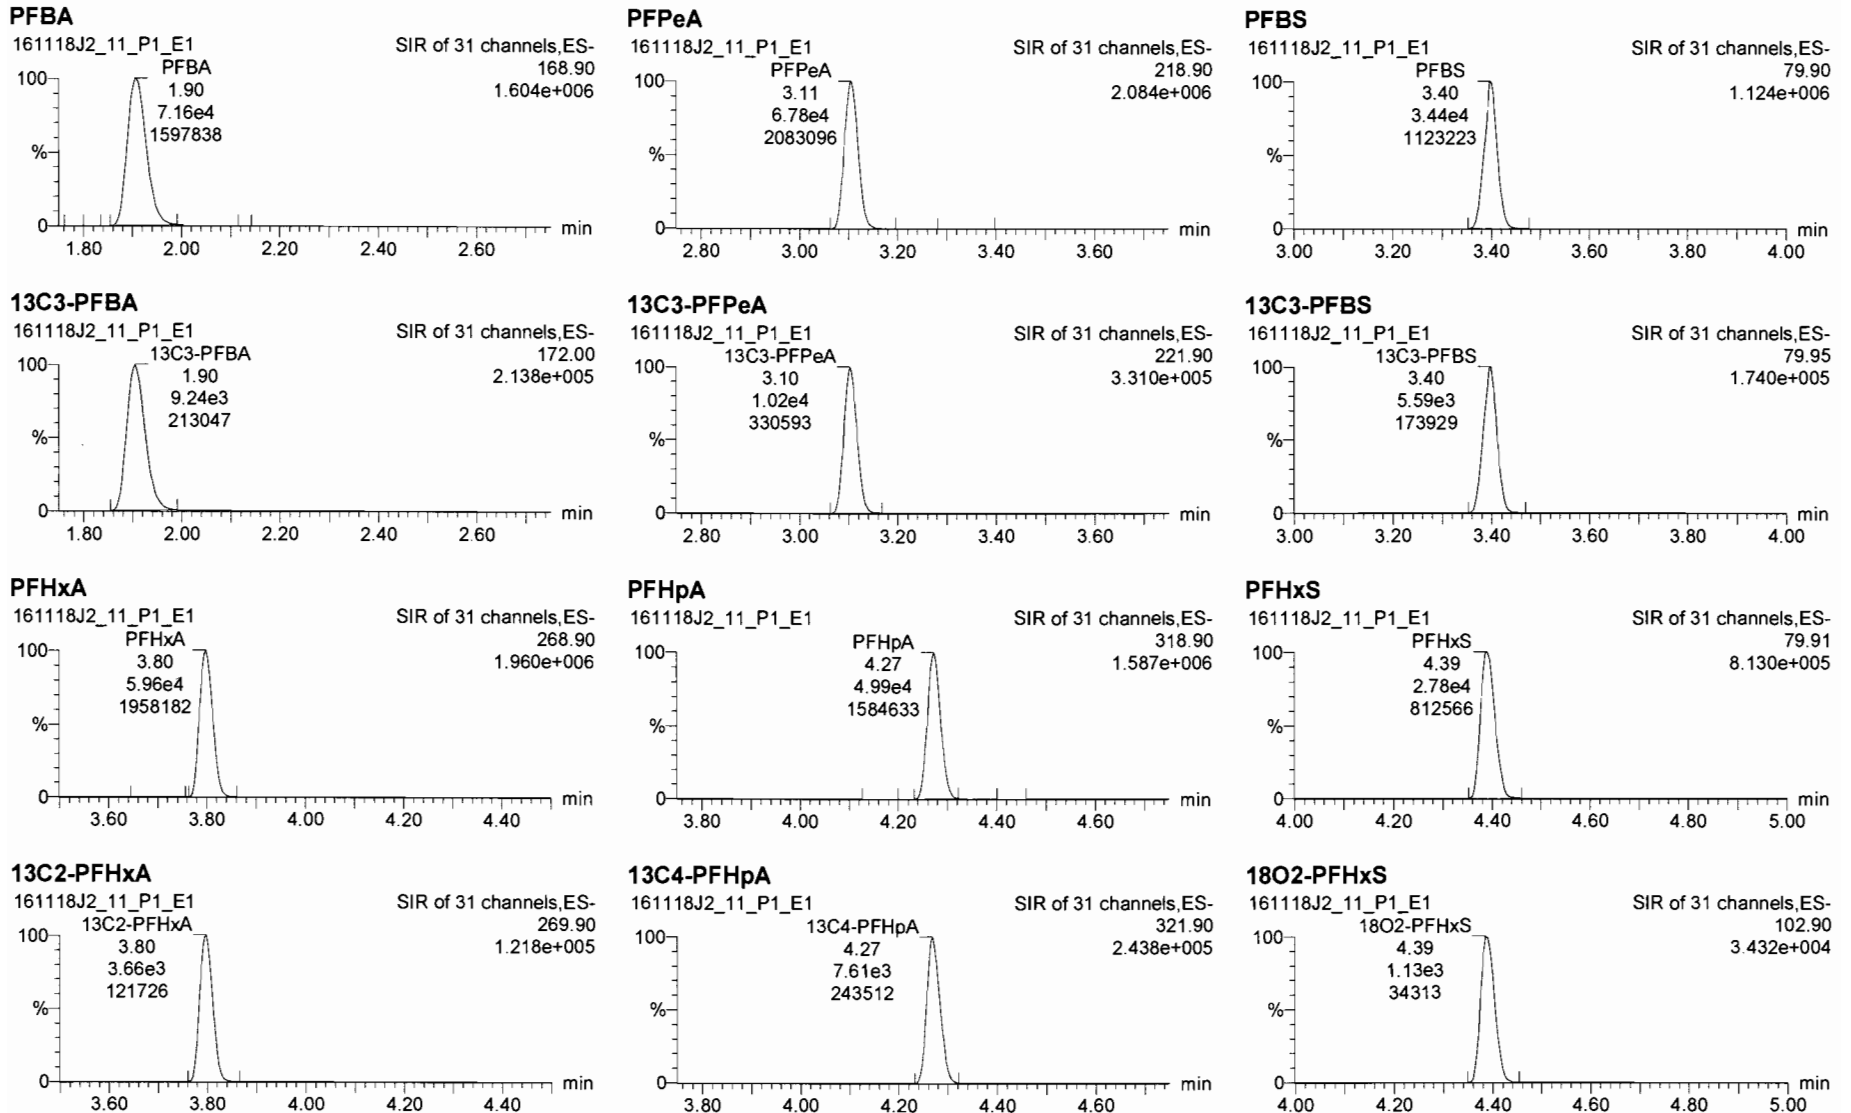 PFBA
161118J2_11_P1_E1
SIR of 31 channels,ES-
168.90
1.604e+006
PFBA
1.90
7.16e4
1597838
100
%
0
min
1.80 2.00 2.20 2.40 2.60
PFPeA
161118J2_11_P1_E1
SIR of 31 channels,ES-
218.90
2.084e+006
PFPeA
3.11
6.78e4
2083096
100
%
0
min
2.80 3.00 3.20 3.40 3.60
PFBS
161118J2_11_P1_E1
SIR of 31 channels,ES-
79.90
1.124e+006
PFBS
3.40
3.44e4
1123223
100
%
0
min
3.00 3.20 3.40 3.60 3.80 4.00
13C3-PFBA
161118J2_11_P1_E1
SIR of 31 channels,ES-
172.00
2.138e+005
13C3-PFBA
1.90
9.24e3
213047
100
%
0
min
1.80 2.00 2.20 2.40 2.60
13C3-PFPeA
161118J2_11_P1_E1
SIR of 31 channels,ES-
221.90
3.310e+005
13C3-PFPeA
3.10
1.02e4
330593
100
%
0
min
2.80 3.00 3.20 3.40 3.60
13C3-PFBS
161118J2_11_P1_E1
SIR of 31 channels,ES-
79.95
1.740e+005
13C3-PFBS
3.40
5.59e3
173929
100
%
0
min
3.00 3.20 3.40 3.60 3.80 4.00
PFHxA
161118J2_11_P1_E1
SIR of 31 channels,ES-
268.90
1.960e+006
PFHxA
3.80
5.96e4
1958182
100
%
0
min
3.60 3.80 4.00 4.20 4.40
PFHpA
161118J2_11_P1_E1
SIR of 31 channels,ES-
318.90
1.587e+006
PFHpA
4.27
4.99e4
1584633
100
%
0
min
3.80 4.00 4.20 4.40 4.60
PFHxS
161118J2_11_P1_E1
SIR of 31 channels,ES-
79.91
8.130e+005
PFHxS
4.39
2.78e4
812566
100
%
0
min
4.00 4.20 4.40 4.60 4.80 5.00
13C2-PFHxA
161118J2_11_P1_E1
SIR of 31 channels,ES-
269.90
1.218e+005
13C2-PFHxA
3.80
3.66e3
121726
100
%
0
min
3.60 3.80 4.00 4.20 4.40
13C4-PFHpA
161118J2_11_P1_E1
SIR of 31 channels,ES-
321.90
2.438e+005
13C4-PFHpA
4.27
7.61e3
243512
100
%
0
min
3.80 4.00 4.20 4.40 4.60
18O2-PFHxS
161118J2_11_P1_E1
SIR of 31 channels,ES-
102.90
3.432e+004
18O2-PFHxS
4.39
1.13e3
34313
100
%
0
min
4.00 4.20 4.40 4.60 4.80 5.00